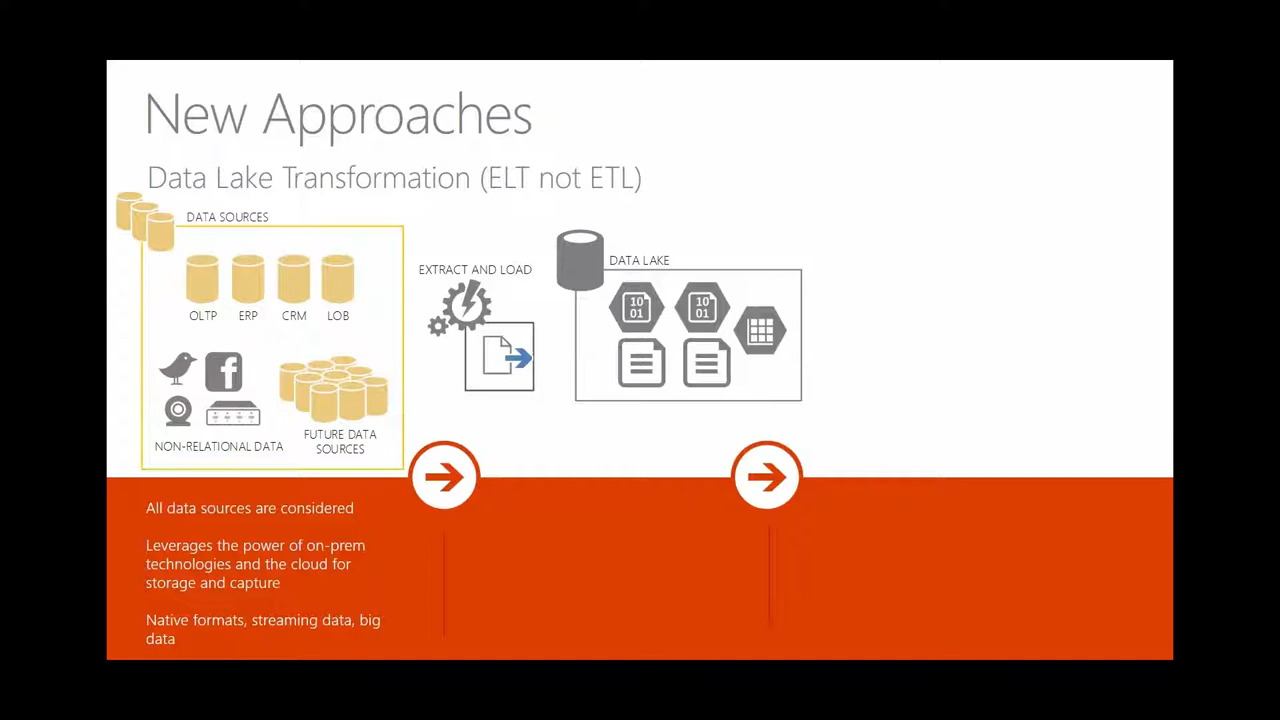 New Approaches
Data Lake Transformation (ELT not ETL)
DATA SOURCES
OLTP
ERP
CRM
LOB
NON-RELATIONAL DATA
FUTURE DATA
SOURCES
EXTRACT AND LOAD
DATA LAKE
10
01
10
01
All data sources are considered
Leverages the power of on-prem
technologies and the cloud for
storage and capture
Native formats, streaming data, big
data